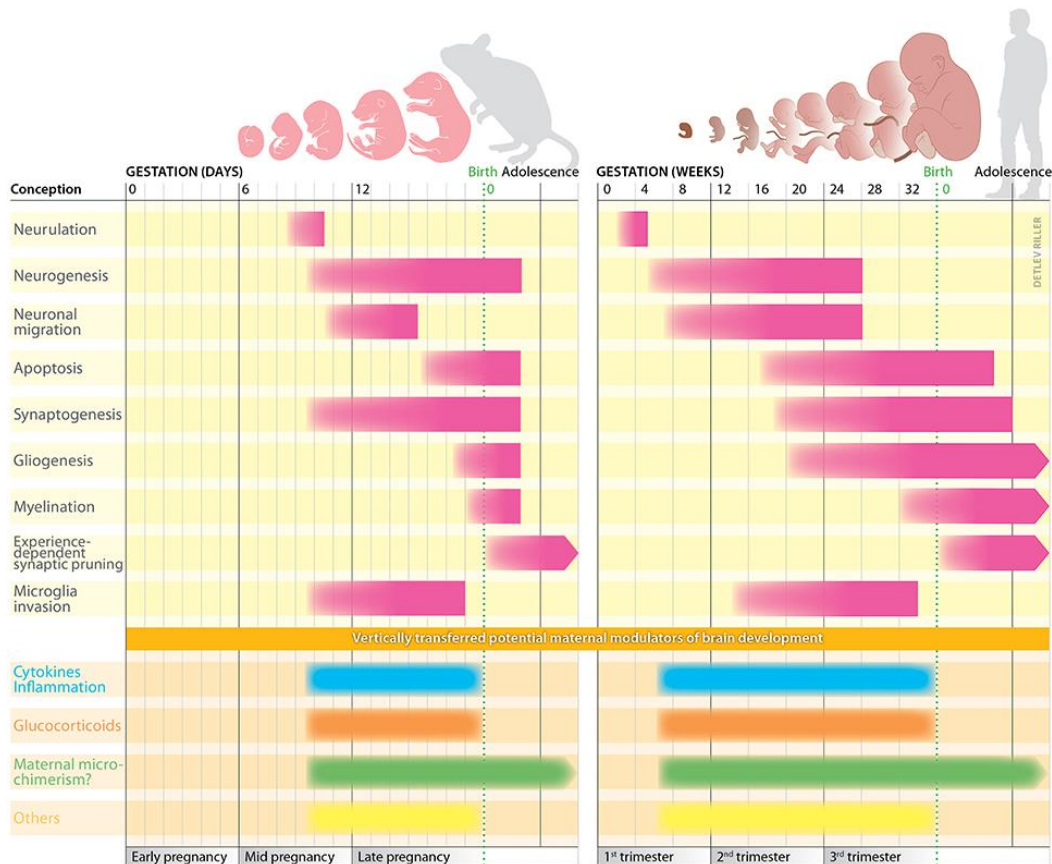 GESTATION (DAYS)
Birth Adolescence
GESTATION (WEEKS)
Birth
Adolescence
Conception
0 6 12 0
0 4 8 12 16 20 24 28 32 0
Neurulation
DETLEV RILLER
Neurogenesis
Neuronal
migration
Apoptosis
Synaptogenesis
Gliogenesis
Myelination
Experience-
dependent
synaptic pruning
Microglia
invasion
Vertically transferred potential maternal modulators of brain development
Cytokines
Inflammation
Glucocorticoids
Maternal micro-
chimerism?
Others
Early pregnancy Mid pregnancy Late pregnancy
1st trimester 2nd trimester 3rd trimester